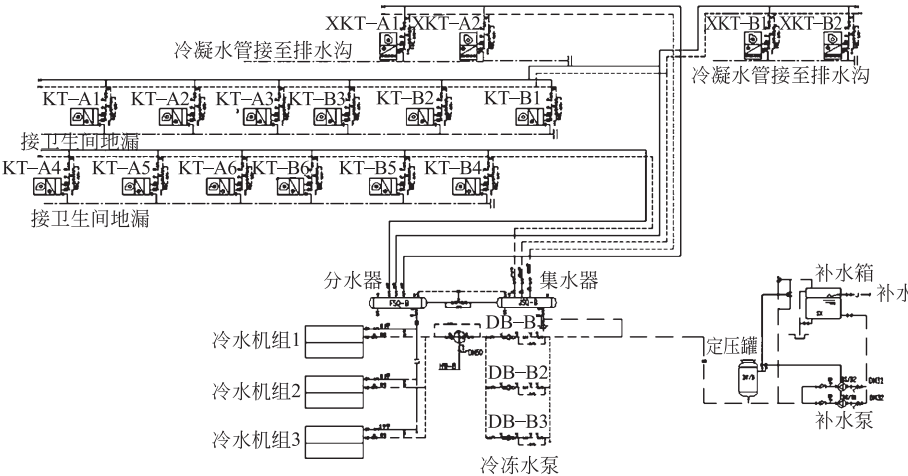 XKT-A1 XKT-A2 XKT-B1 XKT-B2
冷凝水管接至排水沟 冷凝水管接至排水沟
KT-A1 KT-A2 KT-A3 KT-B3 KT-B2 KT-B1
接卫生间地漏
KT-A4 KT-A5 KT-A6 KT-B6 KT-B5 KT-B4
接卫生间地漏
分水器 集水器 补水箱
补水
FSQ-B JSQ-B
SX
冷水机组1 DB-B1
定压罐
DN50
冷水机组2 DB-B2
DN32
补水泵
冷水机组3 DB-B3
冷冻水泵